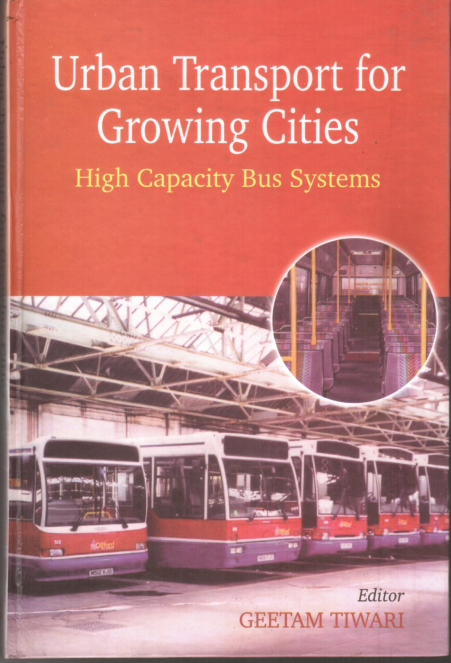 Urban Transport for
Growing Cities
High Capacity Bus Systems
Editor
GEETAM TIWARI